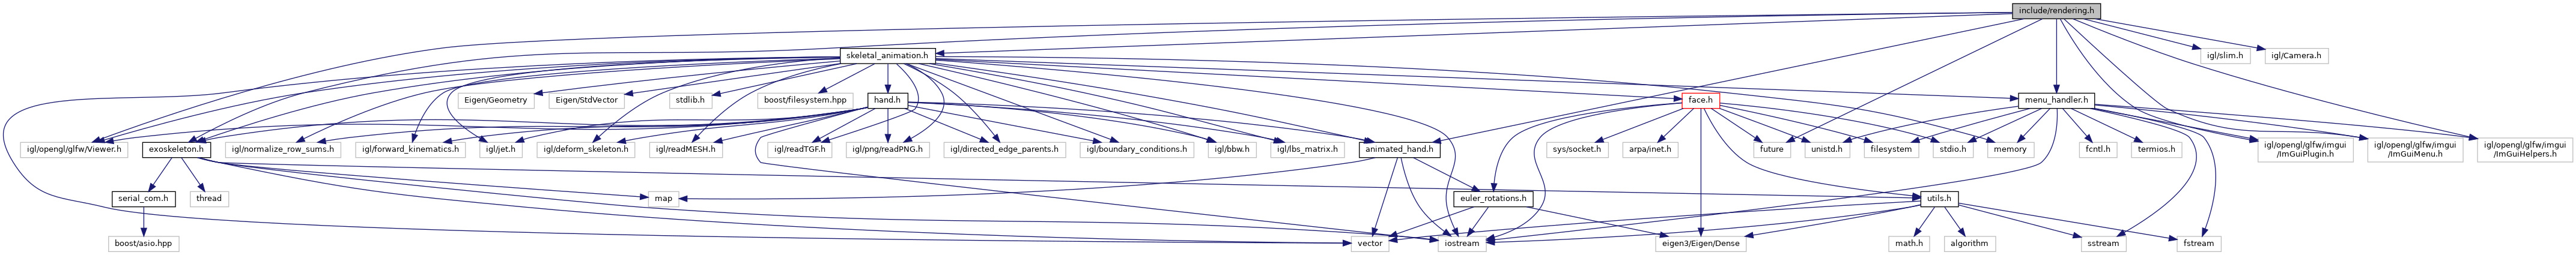 include/rendering.h
skeletal_animation.h
igl/slim.h
igl/Camera.h
Eigen/Geometry
Eigen/StdVector
stdlib.h
boost/filesystem.hpp
hand.h
face.h
menu_handler.h
igl/opengl/glfw/Viewer.h
exoskeleton.h
igl/normalize_row_sums.h
igl/forward_kinematics.h
igl/jet.h
igl/deform_skeleton.h
igl/readMESH.h
igl/readTGF.h
igl/png/readPNG.h
igl/directed_edge_parents.h
igl/boundary_conditions.h
igl/bbw.h
igl/lbs_matrix.h
animated_hand.h
sys/socket.h
arpa/inet.h
future
unistd.h
filesystem
stdio.h
memory
fcntl.h
termios.h
igl/opengl/glfw/imgui
/ImGuiPlugin.h
igl/opengl/glfw/imgui
/ImGuiMenu.h
igl/opengl/glfw/imgui
/ImGuiHelpers.h
serial_com.h
thread
map
euler_rotations.h
utils.h
boost/asio.hpp
vector
iostream
eigen3/Eigen/Dense
math.h
algorithm
sstream
fstream